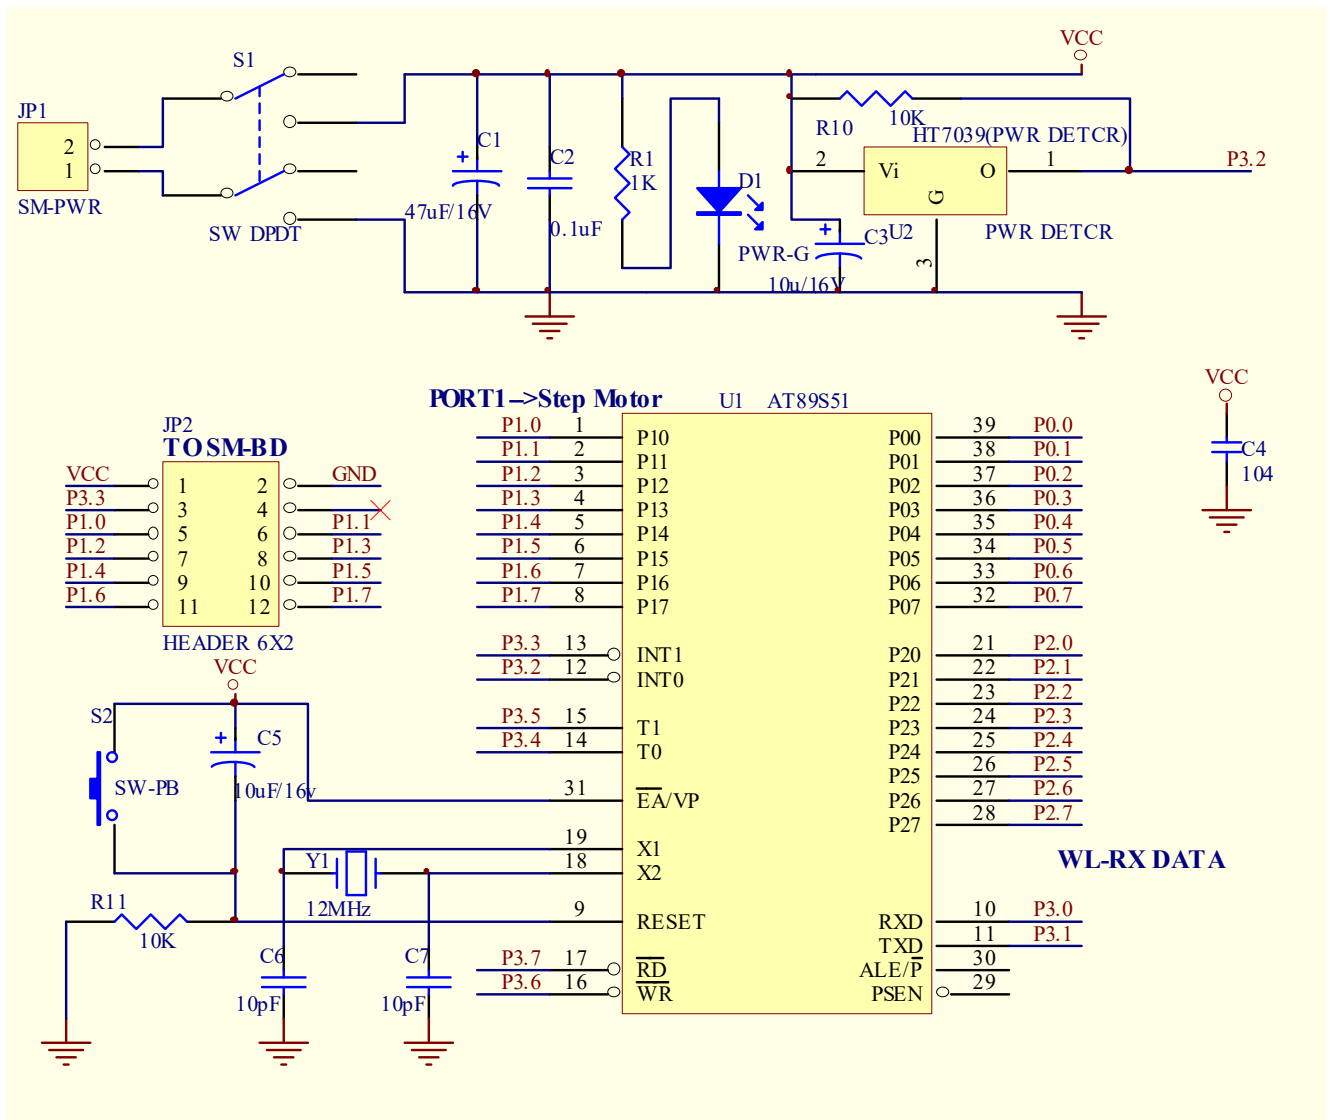 VCC
S1
JP1
2
1
SM-PWR
SW DPDT
C1
47uF/16V
C2
0.1uF
R1
1K
D1
PWR-G
R10
10K
HT7039(PWR DETCR)
2
Vi
O
1
P3.2
G
3
C3
10u/16V
U2
PWR DETCR
PORT1-->Step Motor
U1 AT89S51
VCC
C4
104
JP2
TO SM-BD
VCC 1 2 GND
P3.3 3 4
P1.0 5 6 P1.1
P1.2 7 8 P1.3
P1.4 9 10 P1.5
P1.6 11 12 P1.7
HEADER 6X2
P1.0 1 P10
P1.1 2 P11
P1.2 3 P12
P1.3 4 P13
P1.4 5 P14
P1.5 6 P15
P1.6 7 P16
P1.7 8 P17
P3.3 13 INT1
P3.2 12 INT0
P3.5 15 T1
P3.4 14 T0
31 EA/VP
19 X1
18 X2
9 RESET
P3.7 17 RD
P3.6 16 WR
P00 39 P0.0
P01 38 P0.1
P02 37 P0.2
P03 36 P0.3
P04 35 P0.4
P05 34 P0.5
P06 33 P0.6
P07 32 P0.7
P20 21 P2.0
P21 22 P2.1
P22 23 P2.2
P23 24 P2.3
P24 25 P2.4
P25 26 P2.5
P26 27 P2.6
P27 28 P2.7
WL-RX DATA
RXD 10 P3.0
TXD 11 P3.1
ALE/P 30
PSEN 29
VCC
S2
SW-PB
C5
10uF/16v
Y1
12MHz
R11
10K
C6
10pF
C7
10pF